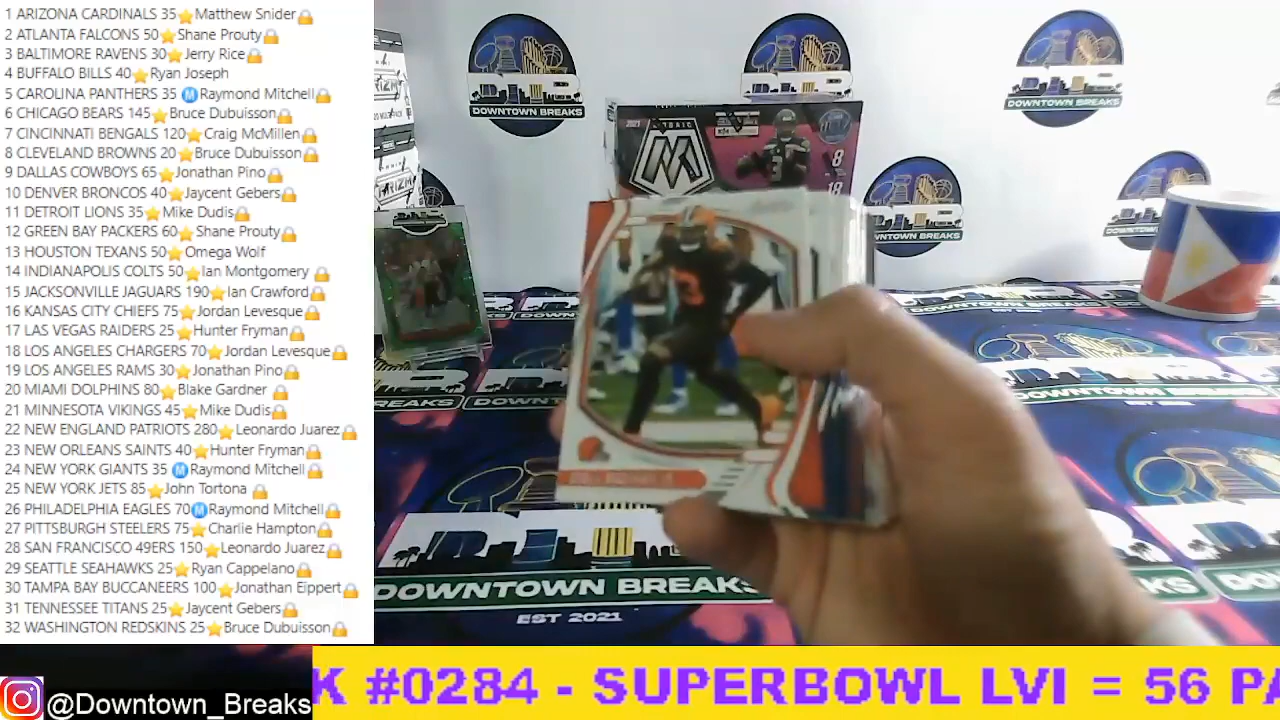 1 ARIZONA CARDINALS 35⭐Matthew Snider🔒
2 ATLANTA FALCONS 50⭐Shane Prouty🔒
3 BALTIMORE RAVENS 30⭐Jerry Rice🔒
4 BUFFALO BILLS 40⭐Ryan Joseph
5 CAROLINA PANTHERS 35 Ⓜ️Raymond Mitchell🔒
6 CHICAGO BEARS 145⭐Bruce Dubuisson🔒
7 CINCINNATI BENGALS 120⭐Craig McMillen🔒
8 CLEVELAND BROWNS 20⭐Bruce Dubuisson🔒
9 DALLAS COWBOYS 65⭐Jonathan Pino🔒
10 DENVER BRONCOS 40⭐Jaycent Gebers🔒
11 DETROIT LIONS 35⭐Mike Dudis🔒
12 GREEN BAY PACKERS 60⭐Shane Prouty🔒
13 HOUSTON TEXANS 50⭐Omega Wolf
14 INDIANAPOLIS COLTS 50⭐Ian Montgomery 🔒
15 JACKSONVILLE JAGUARS 190⭐Ian Crawford🔒
16 KANSAS CITY CHIEFS 75⭐Jordan Levesque🔒
17 LAS VEGAS RAIDERS 25⭐Hunter Fryman🔒
18 LOS ANGELES CHARGERS 70⭐Jordan Levesque🔒
19 LOS ANGELES RAMS 30⭐Jonathan Pino🔒
20 MIAMI DOLPHINS 80⭐Blake Gardner 🔒
21 MINNESOTA VIKINGS 45⭐Mike Dudis🔒
22 NEW ENGLAND PATRIOTS 280⭐Leonardo Juarez🔒
23 NEW ORLEANS SAINTS 40⭐Hunter Fryman🔒
24 NEW YORK GIANTS 35 Ⓜ️Raymond Mitchell🔒
25 NEW YORK JETS 85⭐John Tortona 🔒
26 PHILADELPHIA EAGLES 70Ⓜ️Raymond Mitchell🔒
27 PITTSBURGH STEELERS 75⭐Charlie Hampton🔒
28 SAN FRANCISCO 49ERS 150⭐Leonardo Juarez🔒
29 SEATTLE SEAHAWKS 25⭐Ryan Cappelano🔒
30 TAMPA BAY BUCCANEERS 100⭐Jonathan Eippert🔒
31 TENNESSEE TITANS 25⭐Jaycent Gebers🔒
32 WASHINGTON REDSKINS 25⭐Bruce Dubuisson🔒
DOWNTOWN BREAKS
DOWNTOWN BREAKS
DOWNTOWN BREAKS
DOWNTOWN BREAKS
2021
M
8
18
DOWNTOWN BREAKS
EST 2021
@Downtown_Breaks
K #0284 - SUPERBOWL LVI = 56 PA